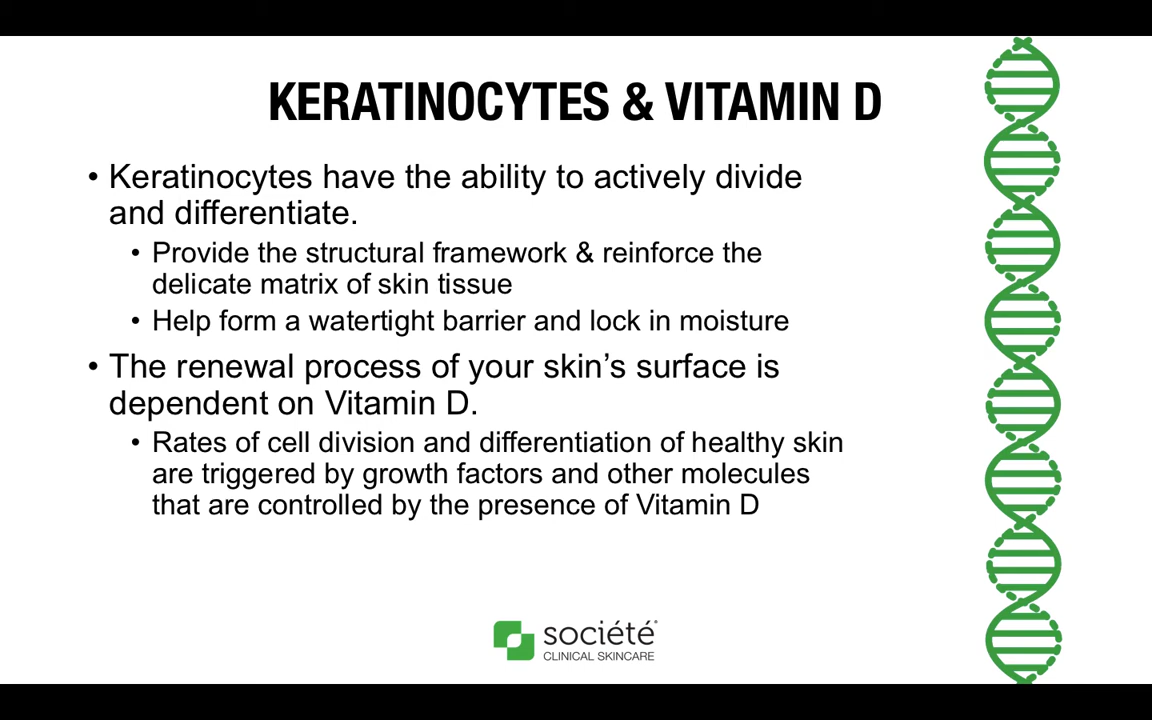 KERATINOCYTES & VITAMIN D
• Keratinocytes have the ability to actively divide
and differentiate.
• Provide the structural framework & reinforce the
delicate matrix of skin tissue
• Help form a watertight barrier and lock in moisture
• The renewal process of your skin’s surface is
dependent on Vitamin D.
• Rates of cell division and differentiation of healthy skin
are triggered by growth factors and other molecules
that are controlled by the presence of Vitamin D
société®
CLINICAL SKINCARE